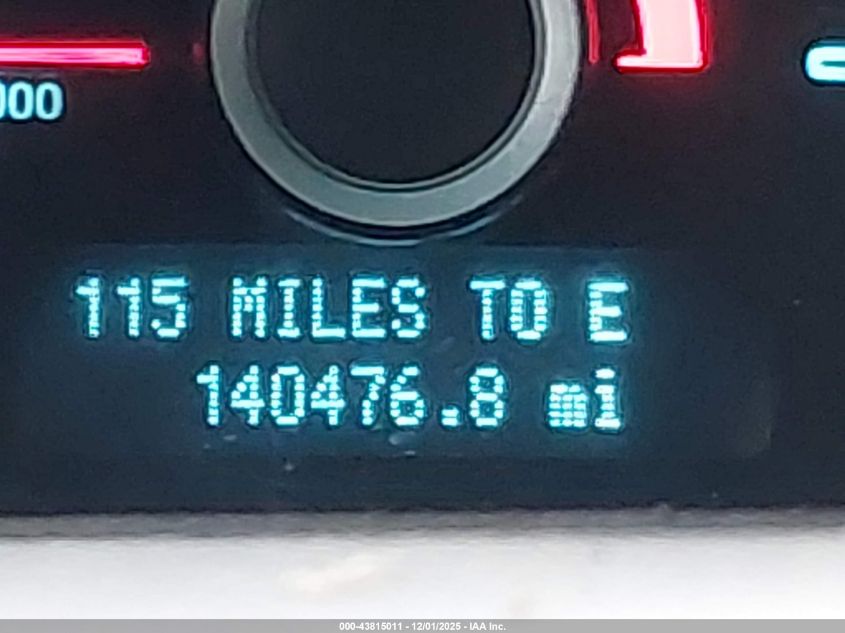 000
115 MILES TO E
140476.8 mi
000-43815011 - 12/01/2025 - IAA Inc.